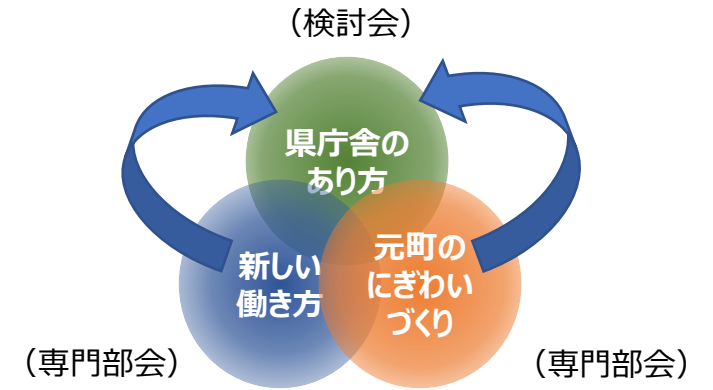 （検討会）
県庁舎の
あり方
新しい
働き方
元町の
にぎわい
づくり
（専門部会）
（専門部会）